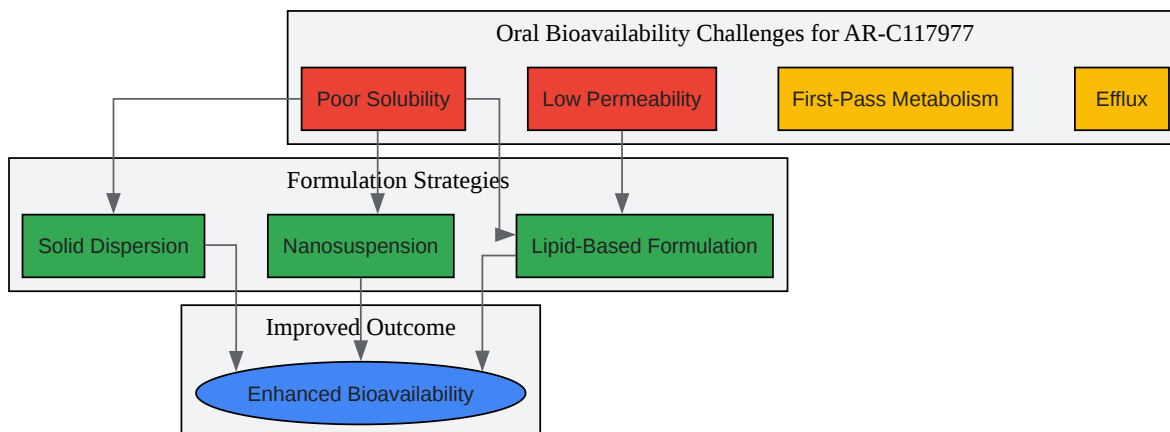 Oral Bioavailability Challenges for AR-C117977
Poor Solubility
Low Permeability
First-Pass Metabolism
Efflux
Formulation Strategies
Solid Dispersion
Nanosuspension
Lipid-Based Formulation
Improved Outcome
Enhanced Bioavailability